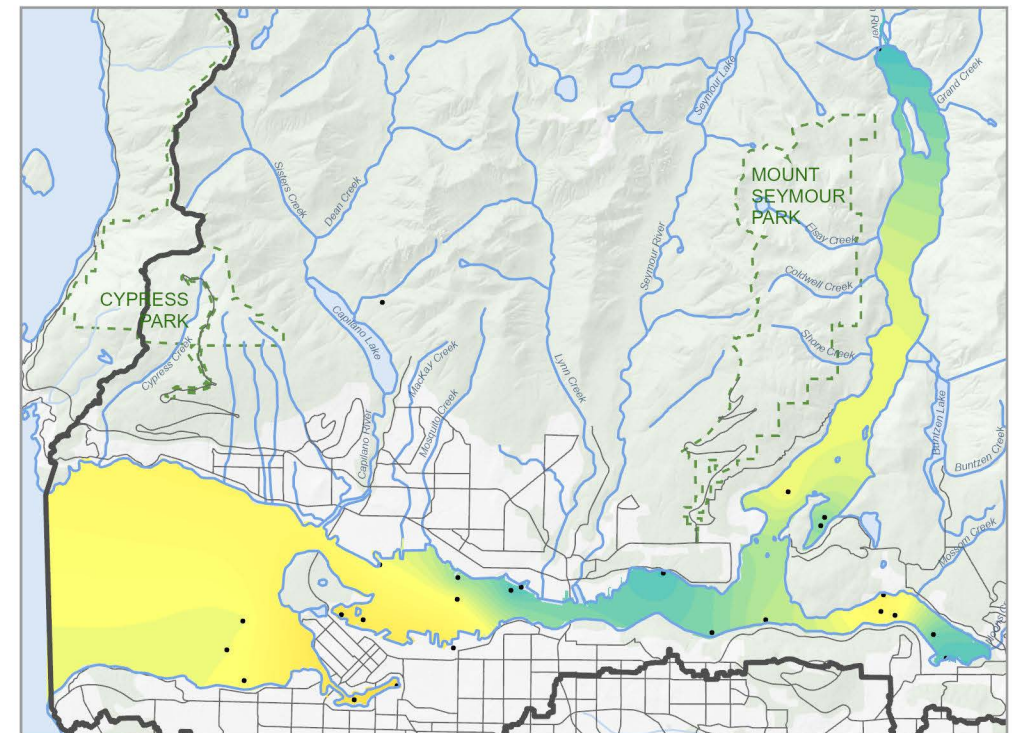 River
Grand Creek
Seymour Lake
MOUNT
SEYMOUR
PARK
Sisters Creek
Dean Creek
Elsay Creek
Seymour River
Coldwell Creek
CYPRESS
PARK
Capilano Lake
Shone Creek
Cypress Creek
MacKay Creek
Lynn Creek
Mosquito Creek
Buntzen Lake
Capilano River
Buntzen Creek
Mossom Creek